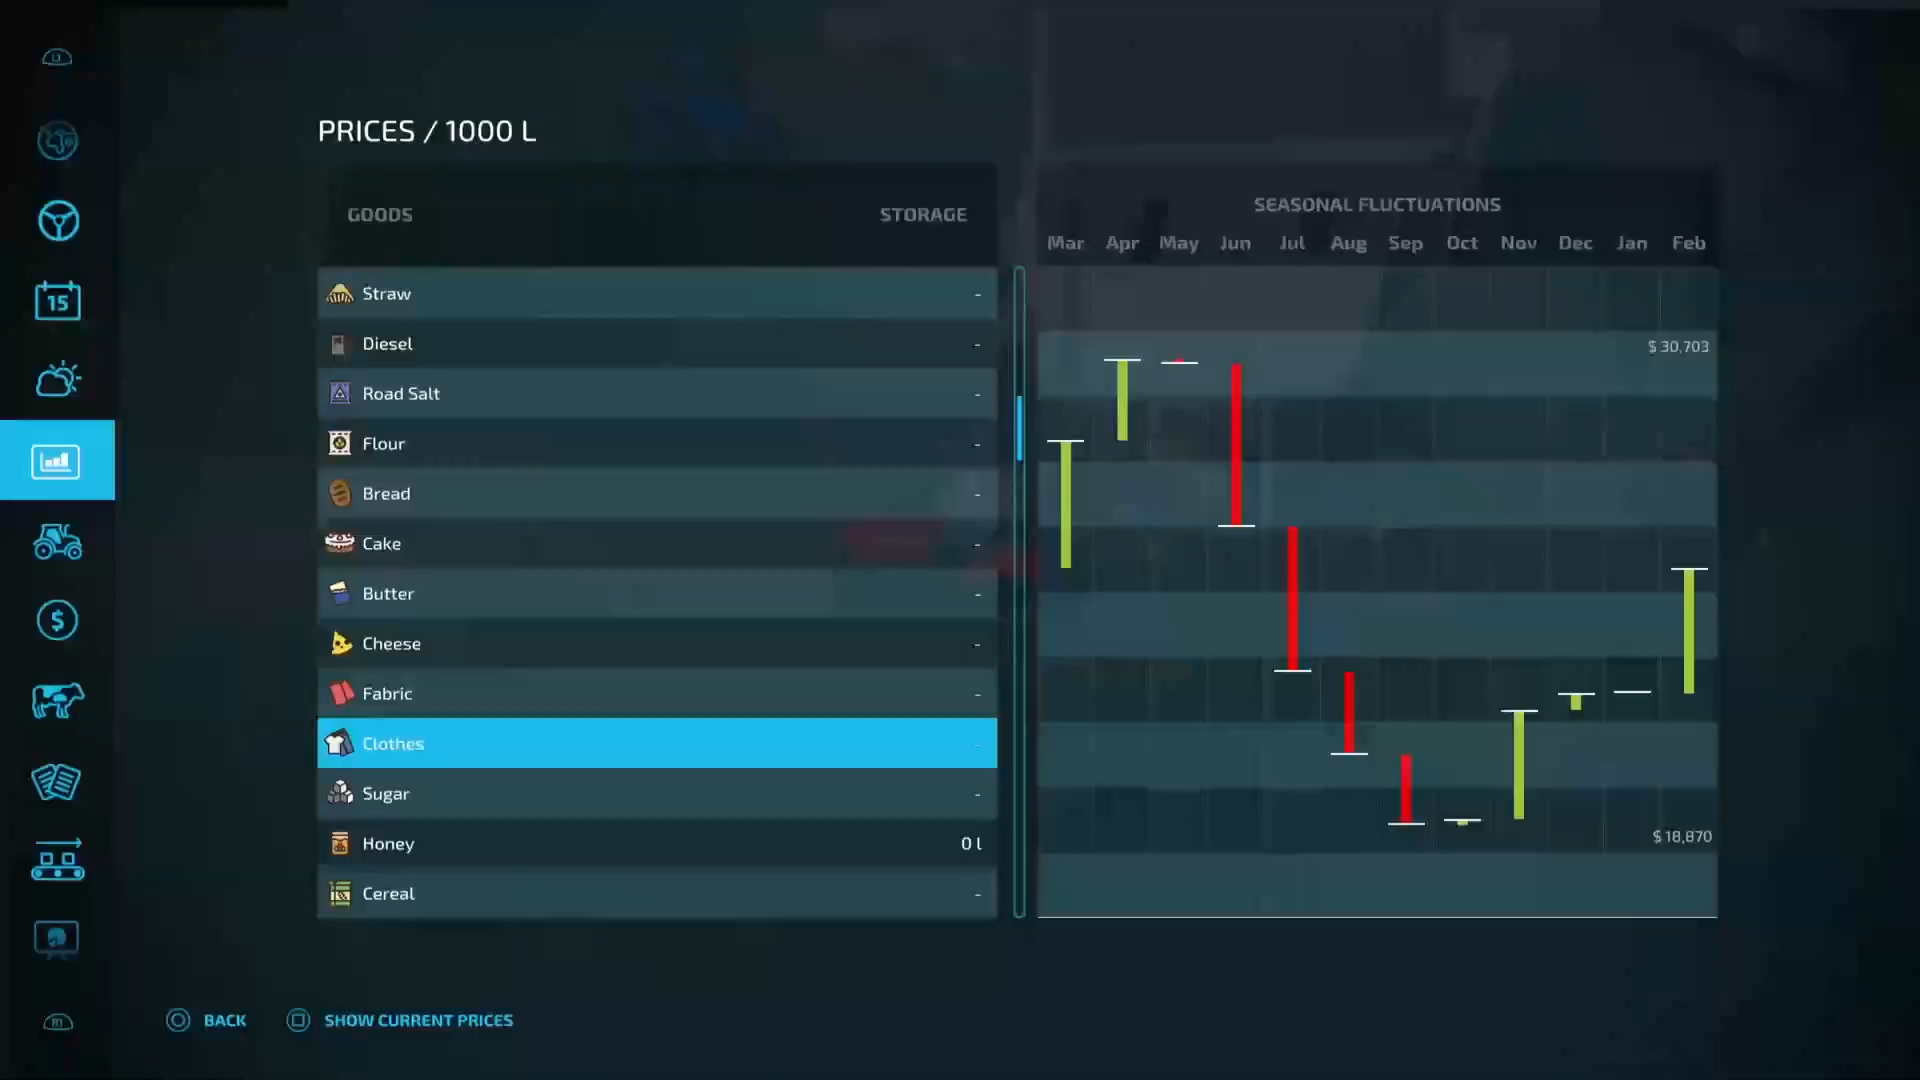 L1
PRICES / 1000 L
GOODS STORAGE
SEASONAL FLUCTUATIONS
Mar Apr May Jun Jul Aug Sep Oct Nov Dec Jan Feb
15
Straw -
Diesel -
Road Salt -
Flour -
Bread -
Cake -
Butter -
Cheese -
Fabric -
Clothes -
Sugar -
Honey 0 l
Cereal -
$ 30,703
$ 18,870
$
R1
BACK
SHOW CURRENT PRICES